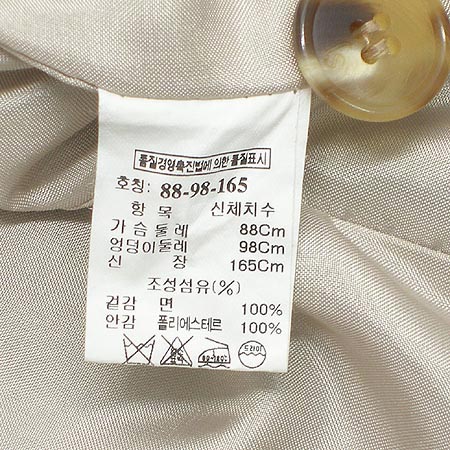 품질경영촉진법에 의한 품질표시
호칭: 88-98-165
항 목 신체치수
가슴둘레 88Cm
엉덩이둘레 98Cm
신 장 165Cm
조성섬유(%)
겉감 면 100%
안감 폴리에스테르 100%
드라이